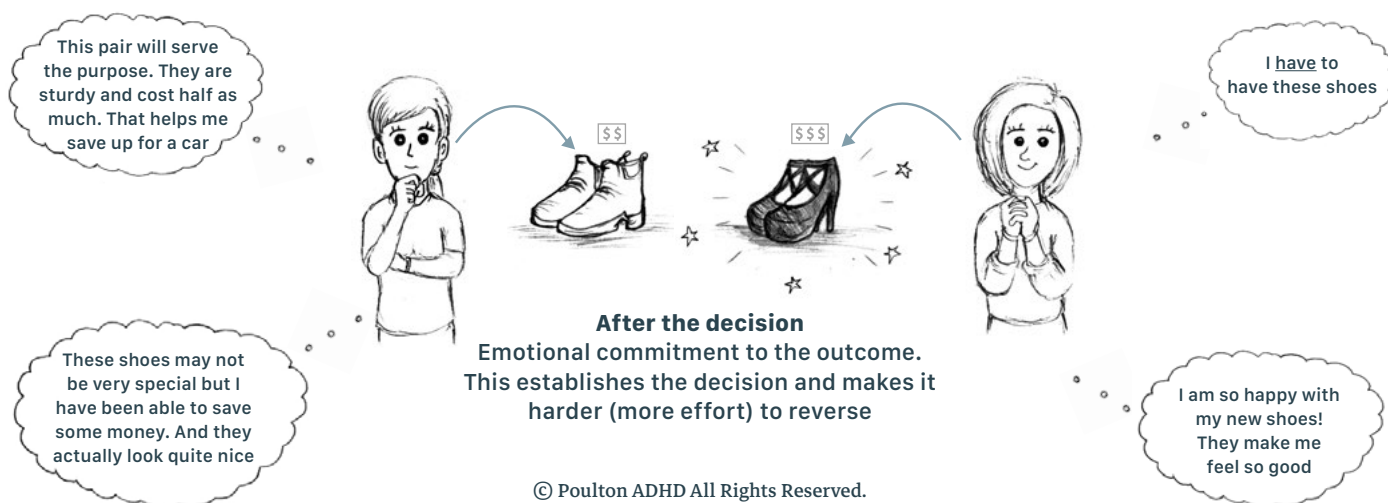 This pair will serve
the purpose. They are
sturdy and cost half as
much. That helps me
save up for a car
I have to
have these shoes
$$
$$$
After the decision
Emotional commitment to the outcome.
This establishes the decision and makes it
harder (more effort) to reverse
These shoes may not
be very special but I
have been able to save
some money. And they
actually look quite nice
I am so happy with
my new shoes!
They make me
feel so good
© Poulton ADHD All Rights Reserved.